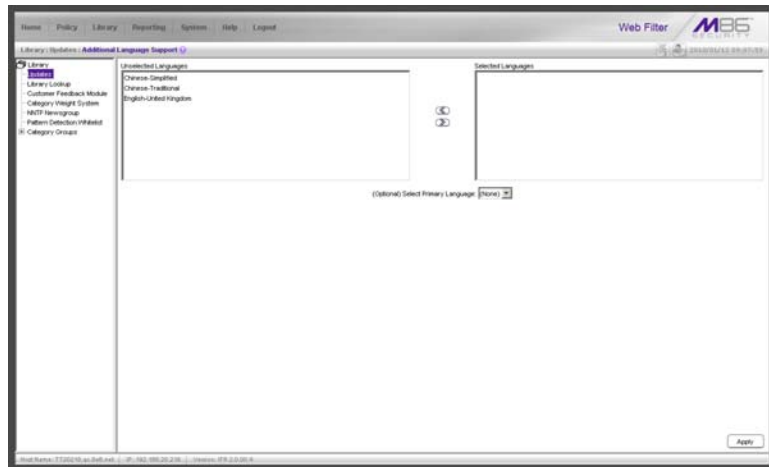 Home Policy Library Reporting System Help Logout
Web Filter
M86
SECURITY
Library : Updates : Additional Language Support
Library
Updates
Library Lookup
Customer Feedback Module
Category Weight System
NNTP Newsgroup
Pattern Detection Whitelist
Category Groups
Unselected Languages
Chinese-Simplified
Chinese-Traditional
English-United Kingdom
Selected Languages
(Optional) Select Primary Language: (None)
Apply
Host Name: